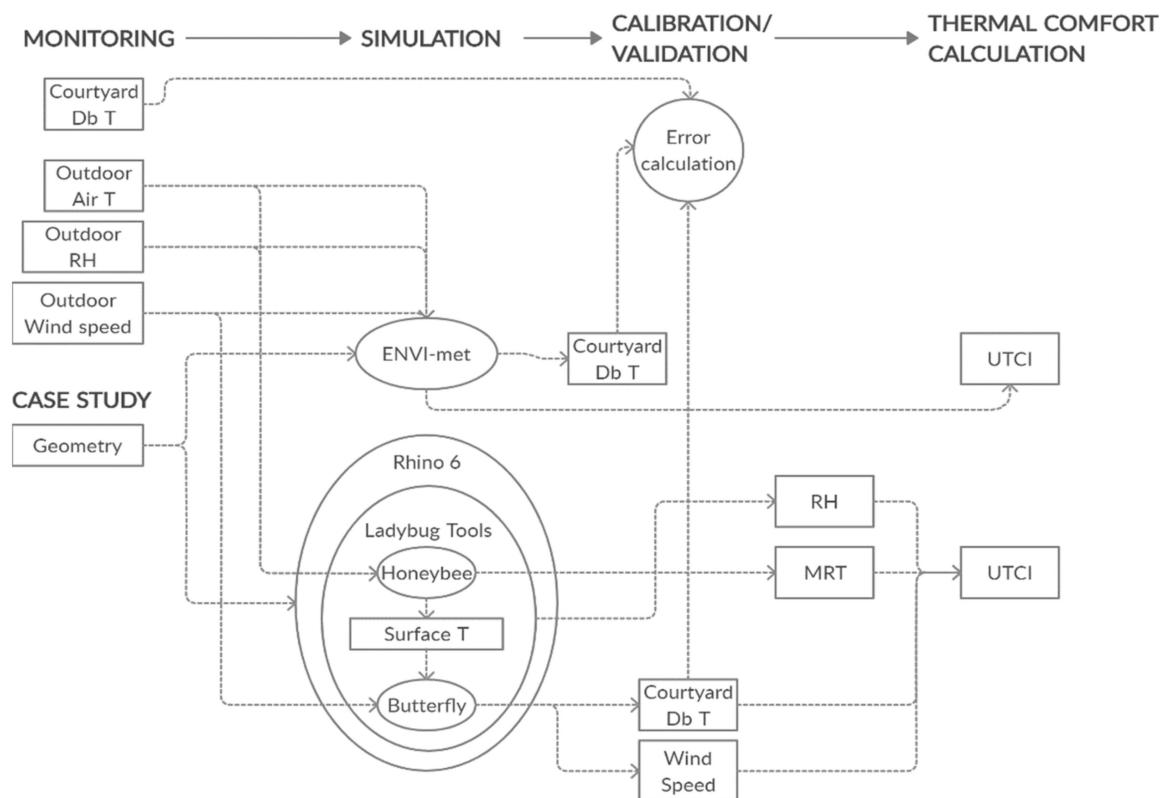 MONITORING
SIMULATION
CALIBRATION/
VALIDATION
THERMAL COMFORT
CALCULATION
Courtyard
Db T
Error
calculation
Outdoor
Air T
Outdoor
RH
Outdoor
Wind speed
ENVI-met
Courtyard
Db T
UTCI
CASE STUDY
Geometry
Rhino 6
Ladybug Tools
Honeybee
Surface T
Butterfly
RH
MRT
UTCI
Courtyard
Db T
Wind
Speed